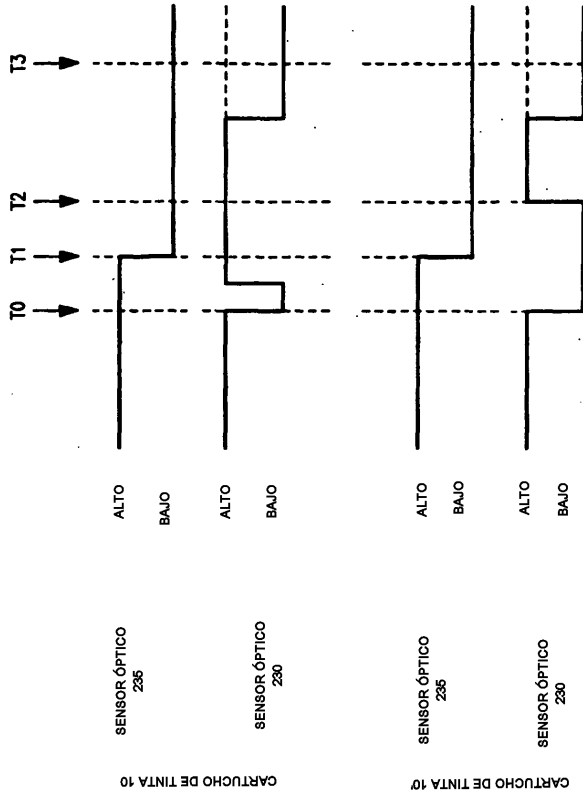 T0 T1 T2 T3
CARTUCHO DE TINTA 10
SENSOR ÓPTICO
235
ALTO
BAJO
SENSOR ÓPTICO
230
ALTO
BAJO
CARTUCHO DE TINTA 10'
SENSOR ÓPTICO
235
ALTO
BAJO
SENSOR ÓPTICO
230
ALTO
BAJO